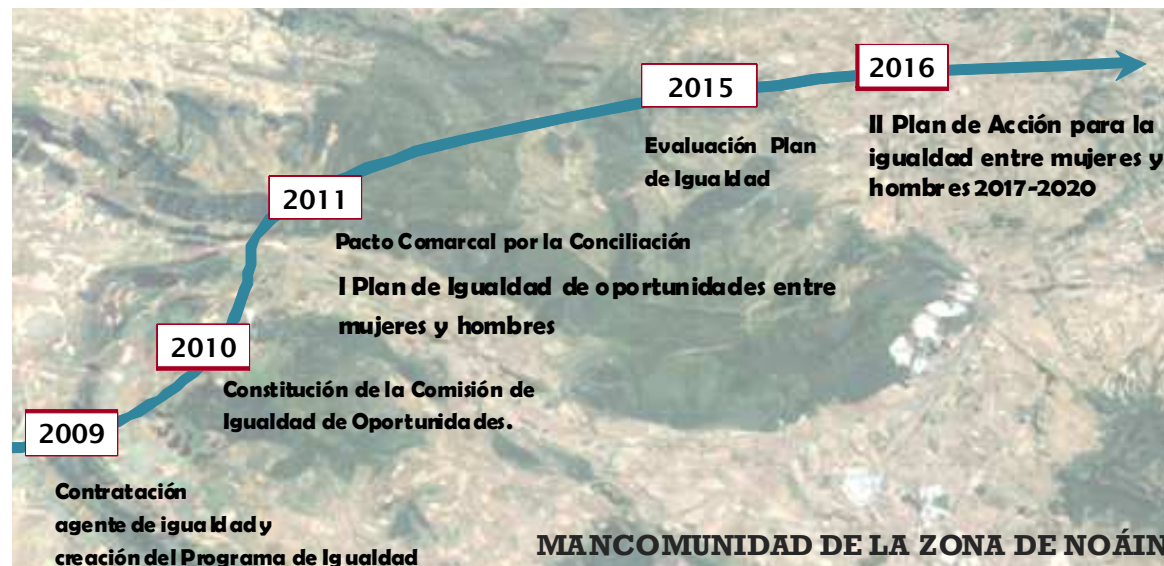 2009
Contratación
agente de igualdad y
creación del Programa de Igualdad
2010
Constitución de la Comisión de
Igualdad de Oportunidades.
2011
Pacto Comarcal por la Conciliación
I Plan de Igualdad de oportunidades entre
mujeres y hombres
2015
Evaluación Plan
de Igualdad
2016
II Plan de Acción para la
igualdad entre mujeres y
hombres 2017-2020
MANCOMUNIDAD DE LA ZONA DE NOÁIN